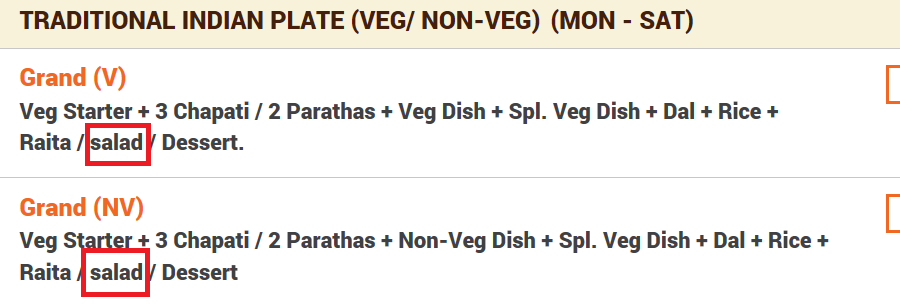 TRADITIONAL INDIAN PLATE (VEG/ NON-VEG) (MON - SAT)
Grand (V)
Veg Starter + 3 Chapati / 2 Parathas + Veg Dish + Spl. Veg Dish + Dal + Rice +
Raita / salad / Dessert.
Grand (NV)
Veg Starter + 3 Chapati / 2 Parathas + Non-Veg Dish + Spl. Veg Dish + Dal + Rice +
Raita / salad / Dessert